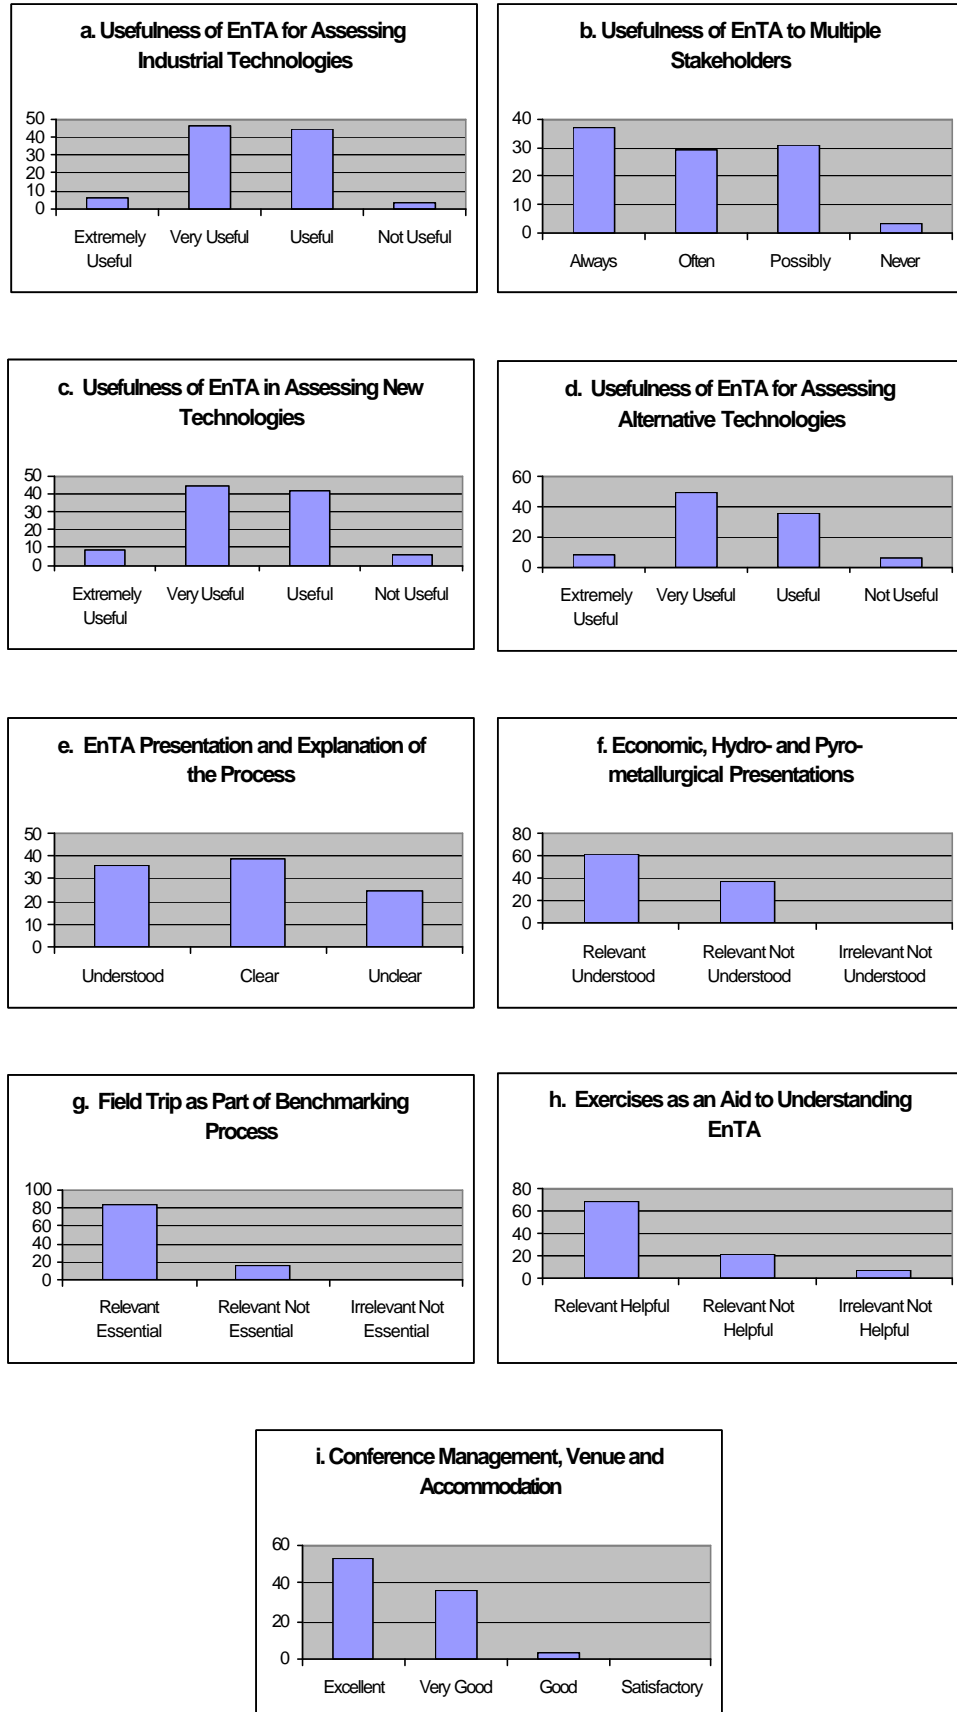 a. Usefulness of EnTA for Assessing
Industrial Technologies
50
40
30
20
10
0
Extremely
Useful
Very Useful
Useful
Not Useful
b. Usefulness of EnTA to Multiple
Stakeholders
40
30
20
10
0
Always
Often
Possibly
Never
c. Usefulness of EnTA in Assessing New
Technologies
50
40
30
20
10
0
Extremely
Useful
Very Useful
Useful
Not Useful
d. Usefulness of EnTA for Assessing
Alternative Technologies
60
40
20
0
Extremely
Useful
Very Useful
Useful
Not Useful
e. EnTA Presentation and Explanation of
the Process
50
40
30
20
10
0
Understood
Clear
Unclear
f. Economic, Hydro- and Pyro-
metallurgical Presentations
80
60
40
20
0
Relevant
Understood
Relevant Not
Understood
Irrelevant Not
Understood
g. Field Trip as Part of Benchmarking
Process
100
80
60
40
20
0
Relevant
Essential
Relevant Not
Essential
Irrelevant Not
Essential
h. Exercises as an Aid to Understanding
EnTA
80
60
40
20
0
Relevant Helpful
Relevant Not
Helpful
Irrelevant Not
Helpful
i. Conference Management, Venue and
Accommodation
60
40
20
0
Excellent
Very Good
Good
Satisfactory